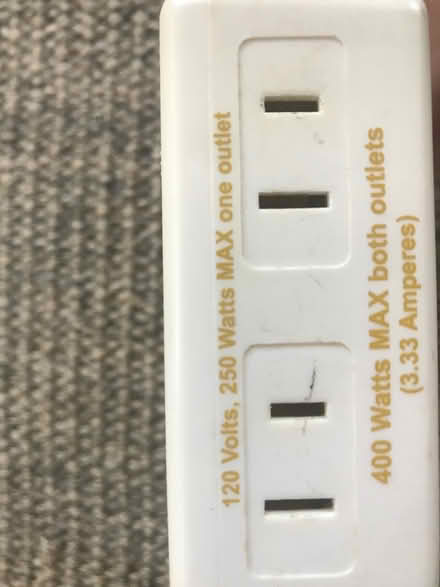 120 Volts, 250 Watts MAX one outlet
400 Watts MAX both outlets
(3.33 Amperes)